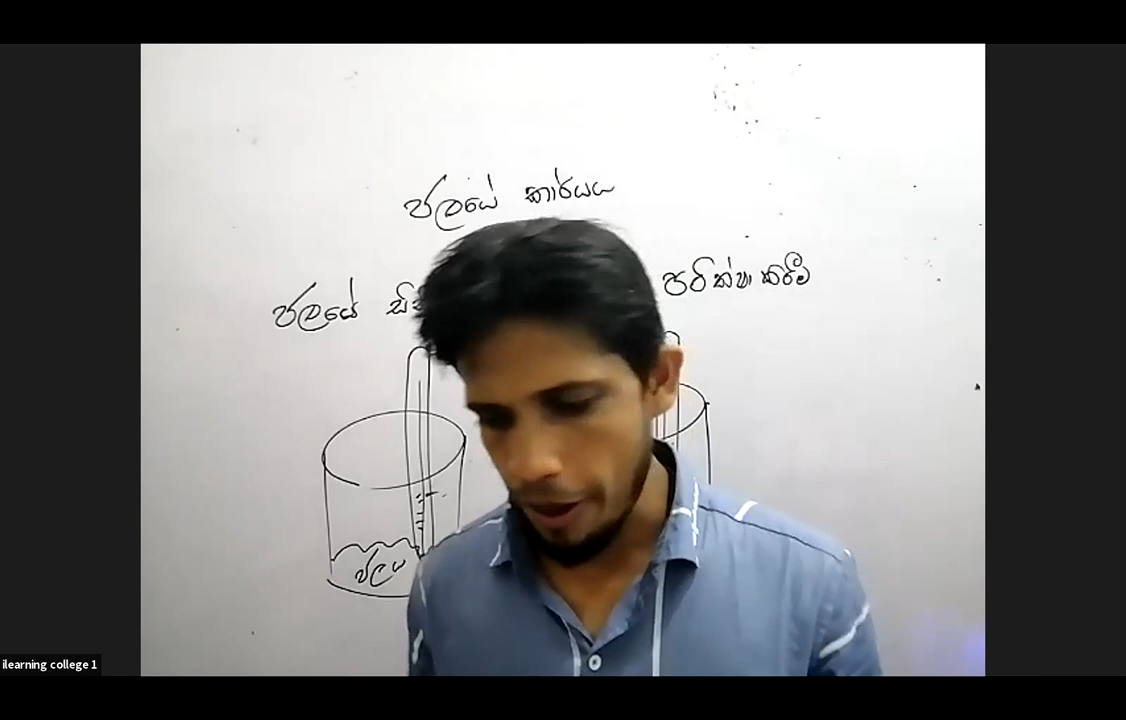 ජලයේ කාර්යය
ජලයේ
පරීක්ෂා කිරීම
ජලය
ilearning college 1